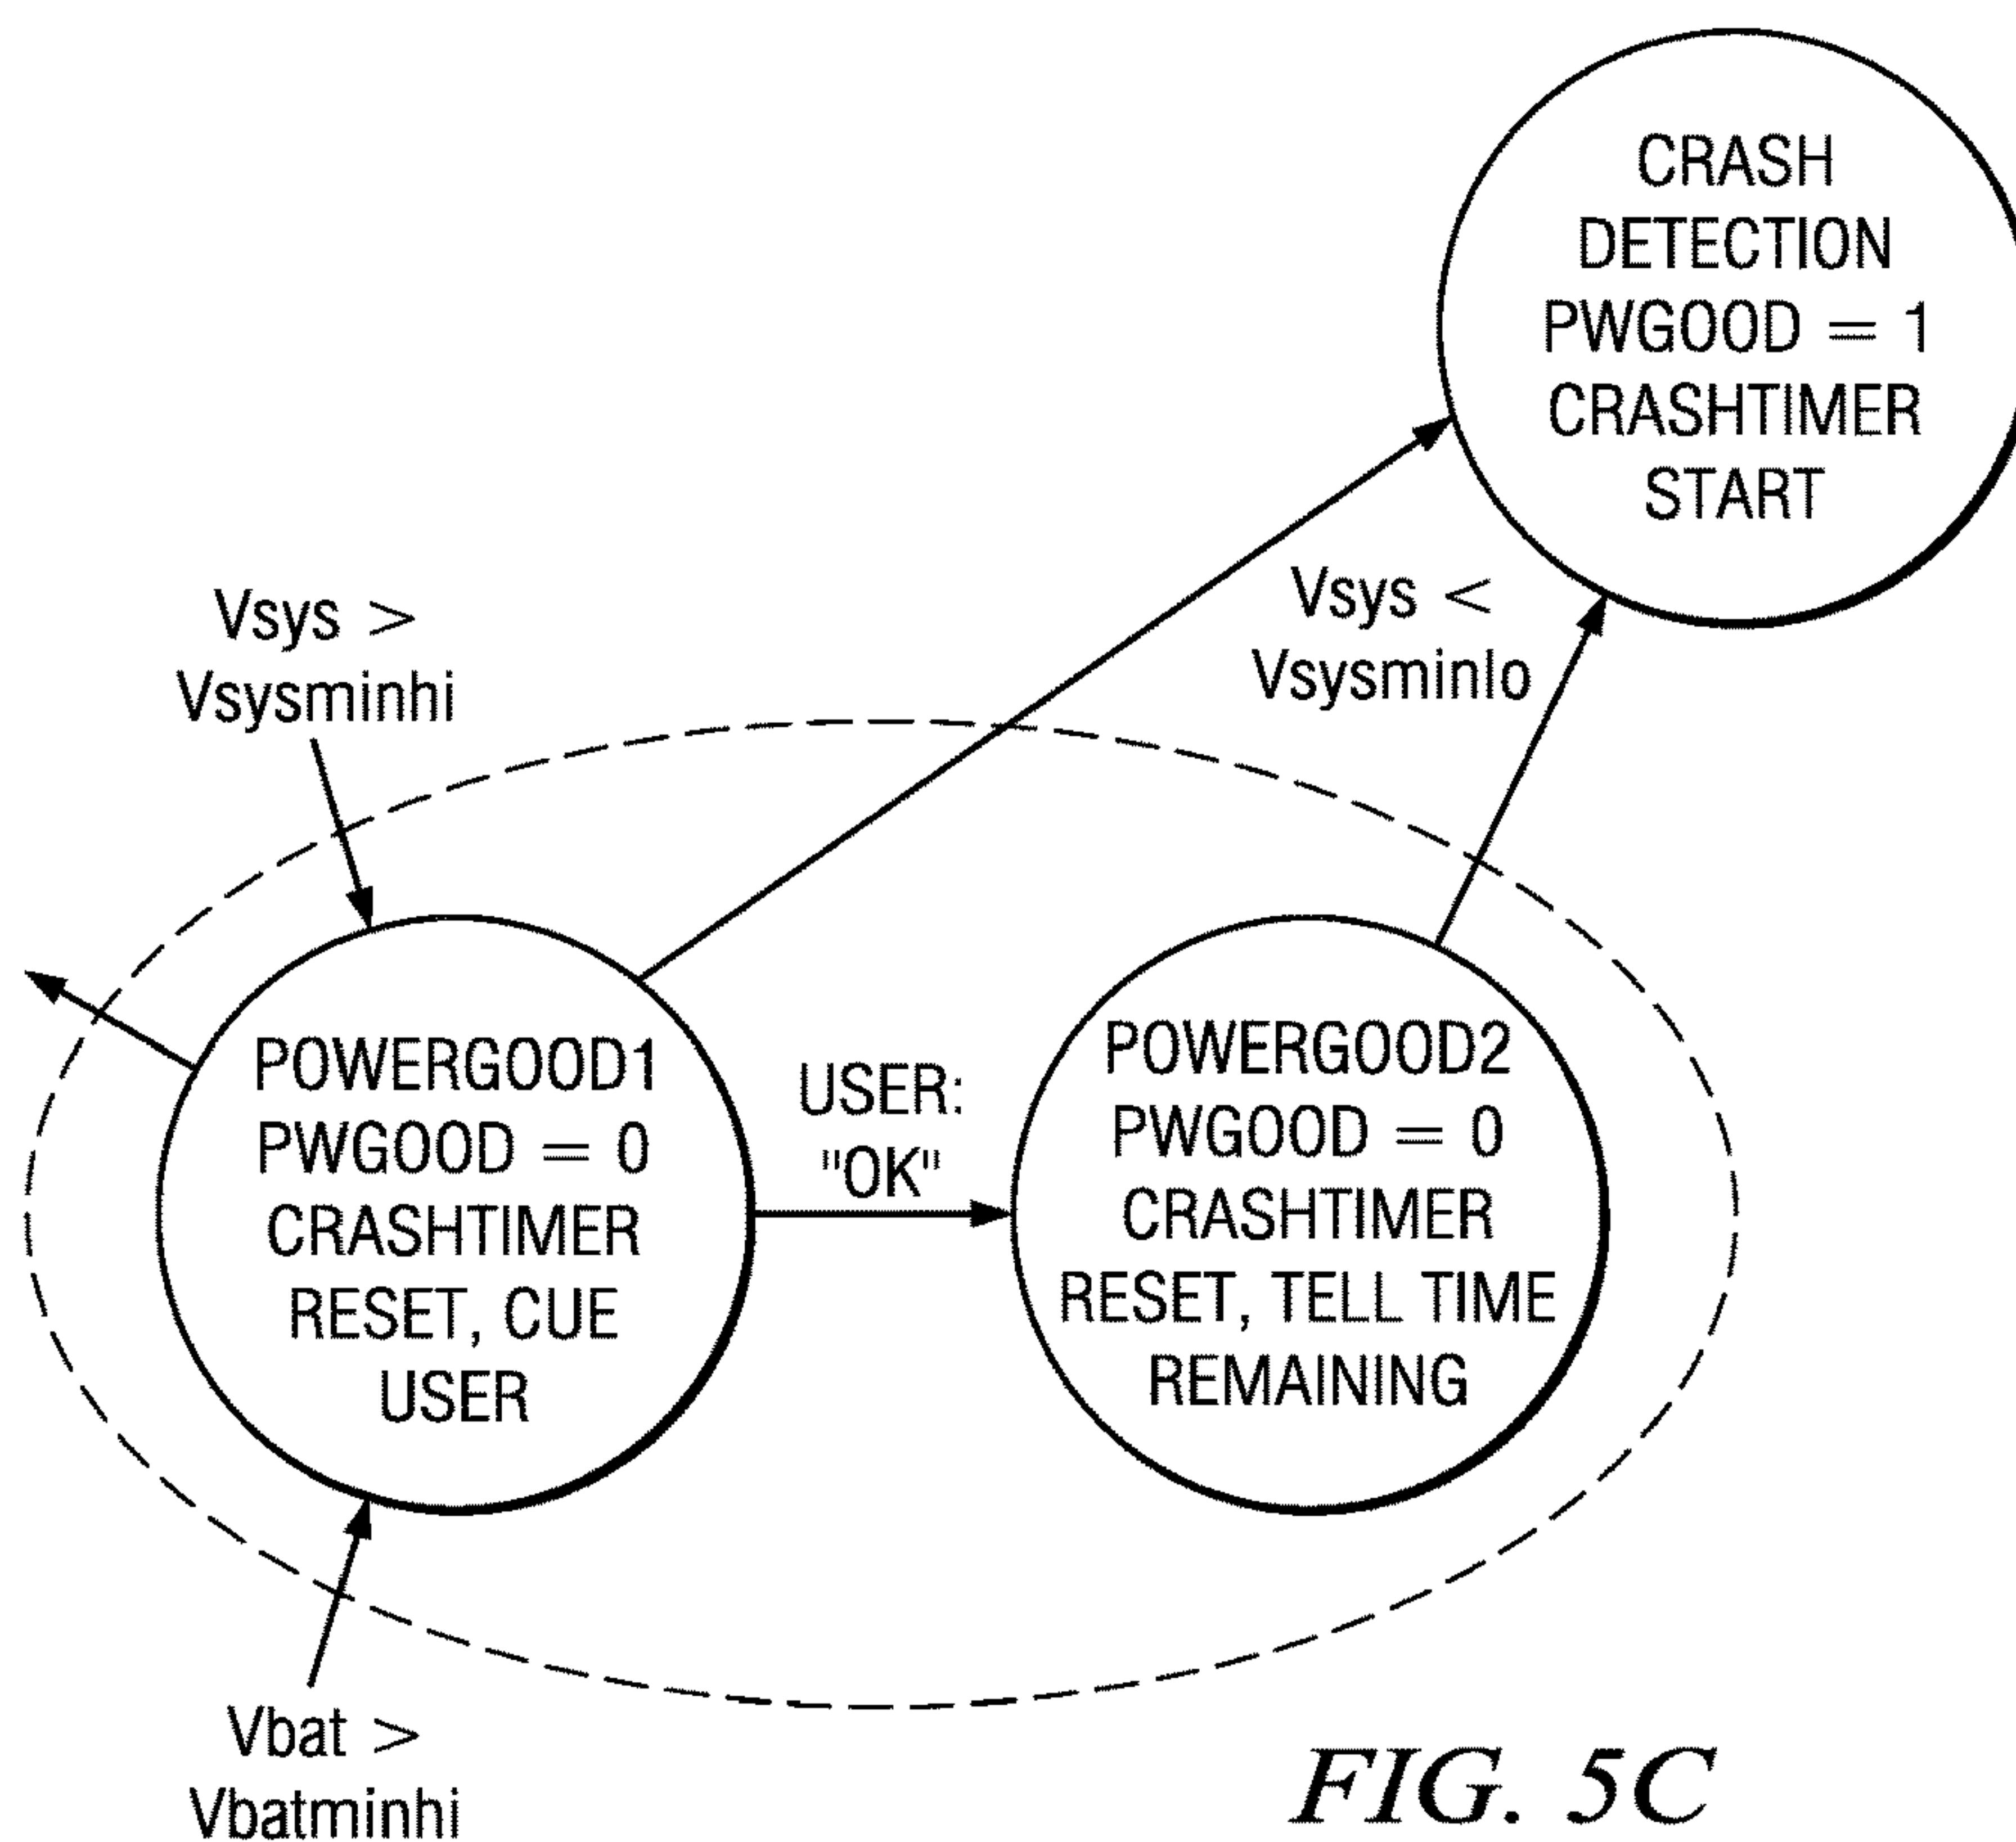 CRASH
DETECTION
PWGOOD = 1
CRASHTIMER
START
Vsys >
Vsysminhi
Vsys <
Vsysminlo
POWERGOOD1
PWGOOD = 0
CRASHTIMER
RESET, CUE
USER
USER:
"OK"
POWERGOOD2
PWGOOD = 0
CRASHTIMER
RESET, TELL TIME
REMAINING
Vbat >
Vbatminhi
FIG. 5C